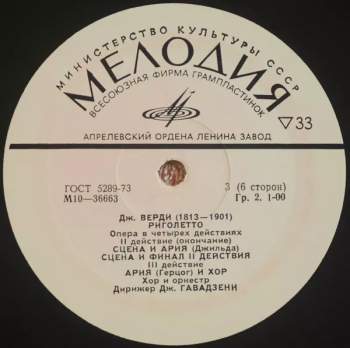 МИНИСТЕРСТВО КУЛЬТУРЫ СССР
МЕЛОДИЯ
ВСЕСОЮЗНАЯ ФИРМА ГРАМПЛАСТИНОК
АПРЕЛЕВСКИЙ ОРДЕНА ЛЕНИНА ЗАВОД
▽33
ГОСТ 5289-73
3 (6 сторон)
М10—36663
Гр. 2. 1-00
Дж. ВЕРДИ (1813—1901)
РИГОЛЕТТО
Опера в четырех действиях
II действие (окончание)
СЦЕНА И АРИЯ (Джильда)
СЦЕНА И ФИНАЛ II ДЕЙСТВИЯ
III действие
АРИЯ (Герцог) И ХОР
Хор и оркестр
Дирижер Дж. ГАВАДЗЕНИ